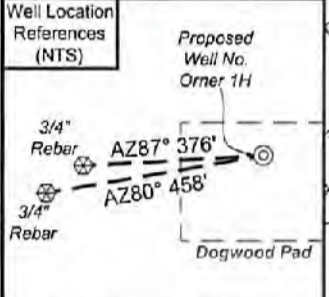 Well Location
References
(NTS)
Proposed
Well No.
Orner 1H
3/4"
Rebar
AZ87° 376'
AZ80° 458'
3/4"
Rebar
Dogwood Pad